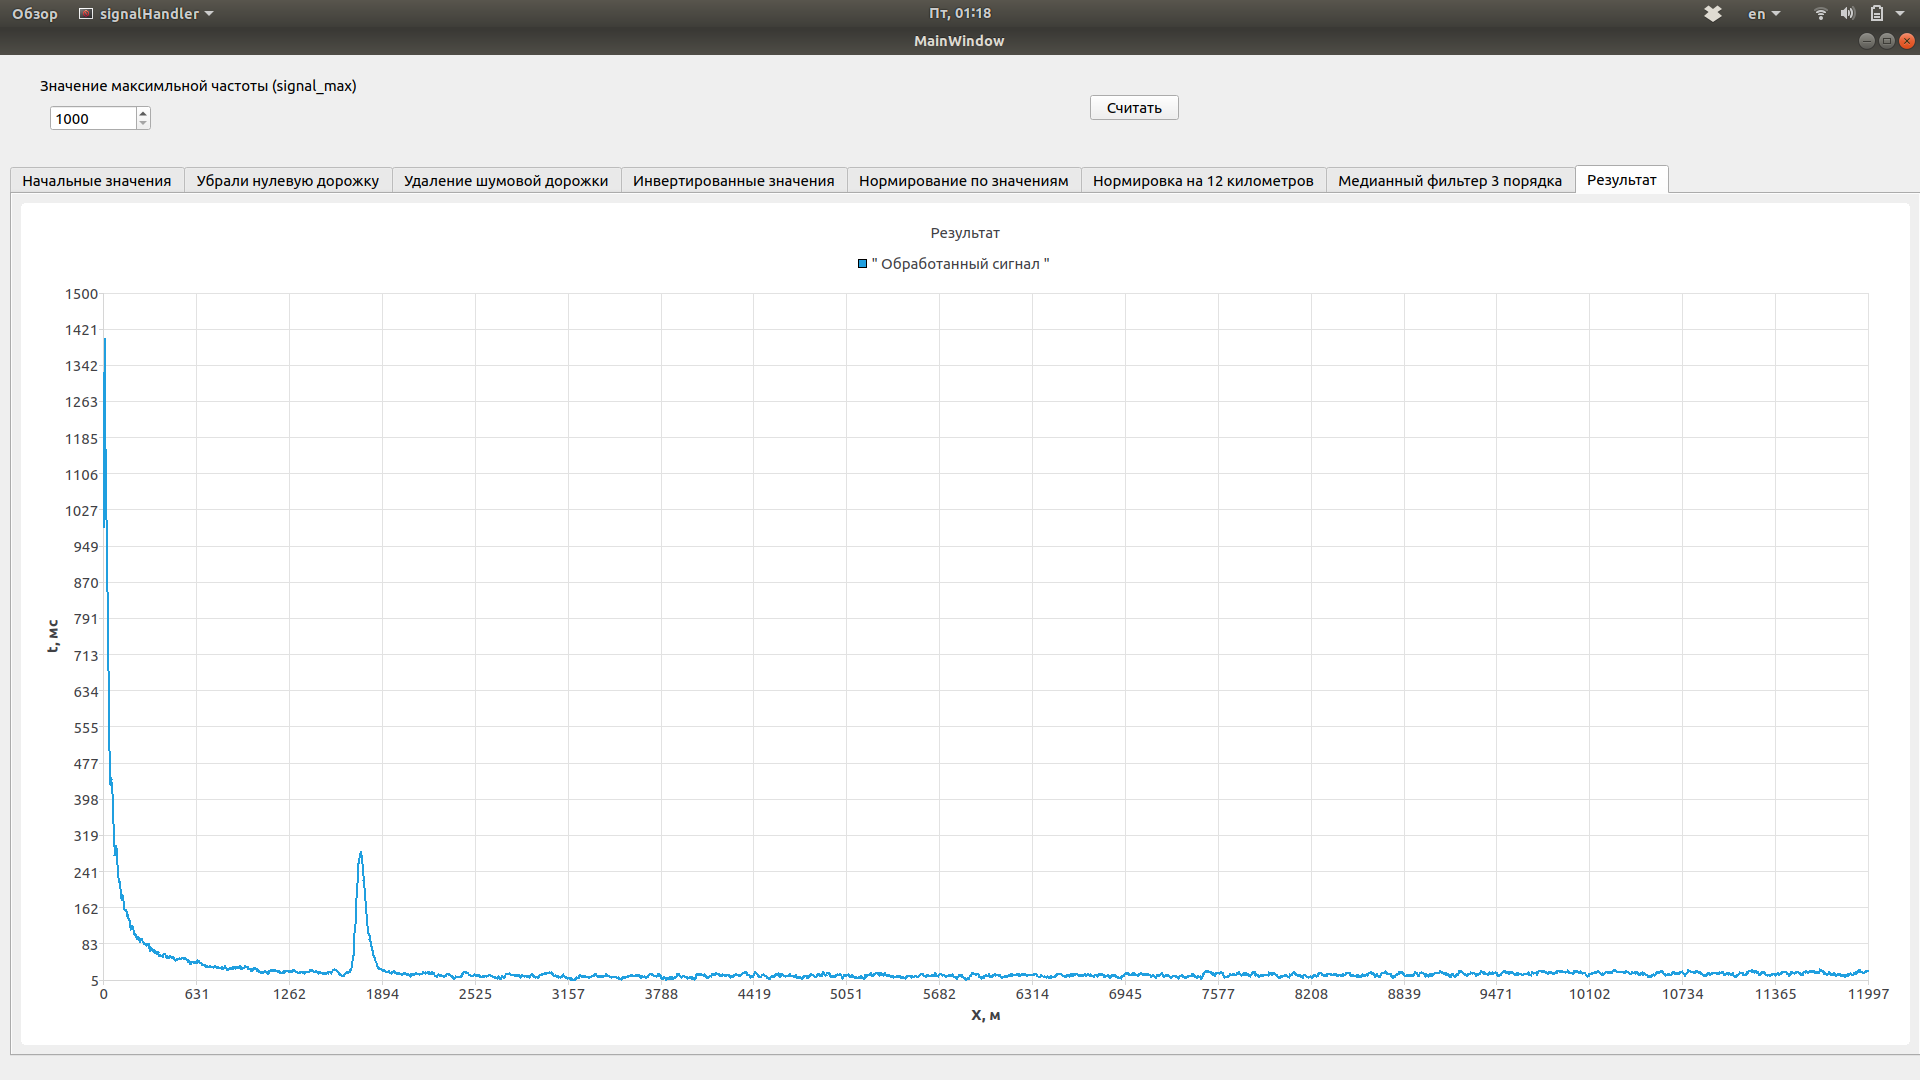 Обзор signalHandler Пт, 01:18 en
MainWindow
Значение максимльной частоты (signal_max)
1000
Считать
Начальные значения Убрали нулевую дорожку Удаление шумовой дорожки Инвертированные значения Нормирование по значениям Нормировка на 12 километров Медианный фильтр 3 порядка Результат
Результат
" Обработанный сигнал "
1500
1421
1342
1263
1185
1106
1027
949
870
791
713
634
555
477
398
319
241
162
83
5
t, мс
0 631 1262 1894 2525 3157 3788 4419 5051 5682 6314 6945 7577 8208 8839 9471 10102 10734 11365 11997
X, м